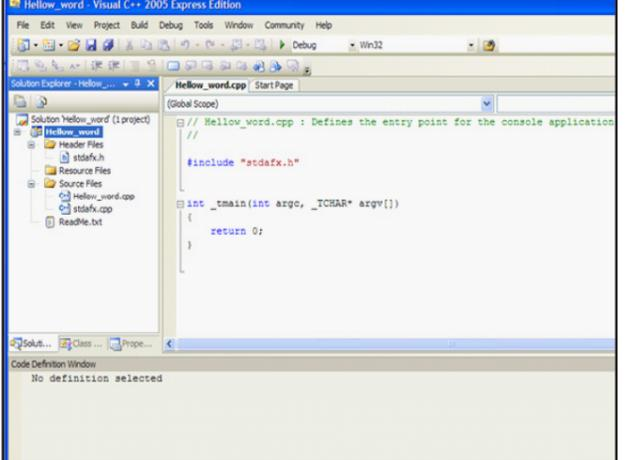 Hellow_word - Visual C++ 2005 Express Edition
File Edit View Project Build Debug Tools Window Community Help
Debug Win32
Solution Explorer - Hellow_...
Hellow_word.cpp Start Page
(Global Scope)
Solution 'Hellow_word' (1 project)
Hellow_word
Header Files
stdafx.h
Resource Files
Source Files
Hellow_word.cpp
stdafx.cpp
ReadMe.txt
// Hellow_word.cpp : Defines the entry point for the console application
//
#include "stdafx.h"
int _tmain(int argc, _TCHAR* argv[])
{
return 0;
}
Soluti... Class ... Prope...
Code Definition Window
No definition selected